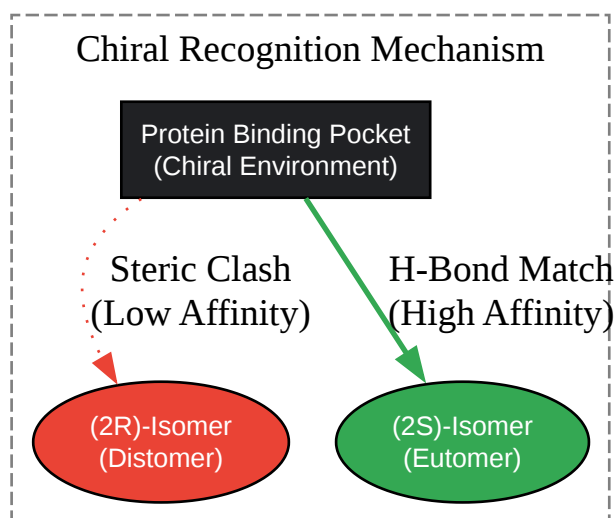 Chiral Recognition Mechanism
Protein Binding Pocket
(Chiral Environment)
Steric Clash
(Low Affinity)
H-Bond Match
(High Affinity)
(2R)-Isomer
(Distomer)
(2S)-Isomer
(Eutomer)